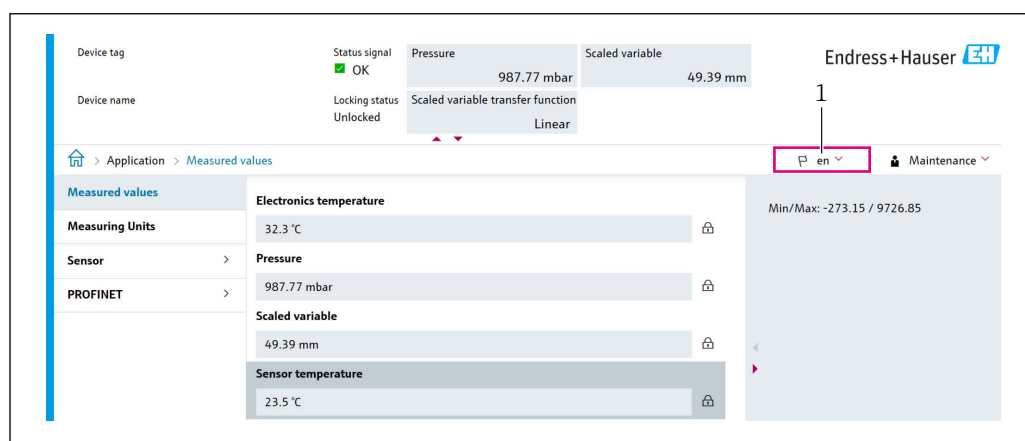 Device tag
Status signal
OK
Pressure
987.77 mbar
Scaled variable
49.39 mm
Endress+Hauser EH
Device name
Locking status
Unlocked
Scaled variable transfer function
Linear
1
> Application > Measured values
en
Maintenance
Measured values
Measuring Units
Sensor >
PROFINET >
Electronics temperature
32.3 °C
Pressure
987.77 mbar
Scaled variable
49.39 mm
Sensor temperature
23.5 °C
Min/Max: -273.15 / 9726.85